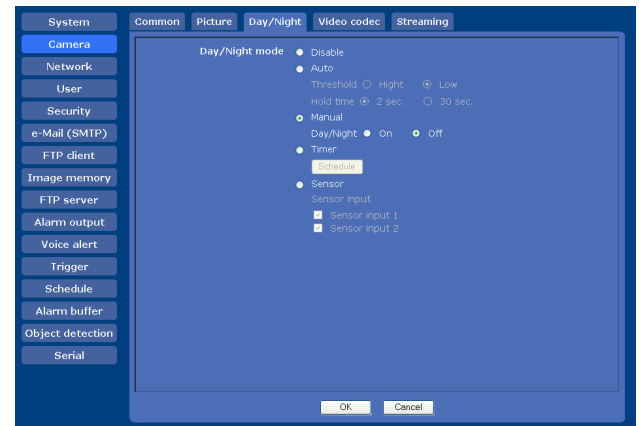 System
Camera
Network
User
Security
e-Mail (SMTP)
FTP client
Image memory
FTP server
Alarm output
Voice alert
Trigger
Schedule
Alarm buffer
Object detection
Serial
Common Picture Day/Night Video codec Streaming
Day/Night mode Disable
Auto
Threshold Hight Low
Hold time 2 sec. 30 sec.
Manual
Day/Night On Off
Timer
Schedule
Sensor
Sensor input
Sensor input 1
Sensor input 2
OK Cancel